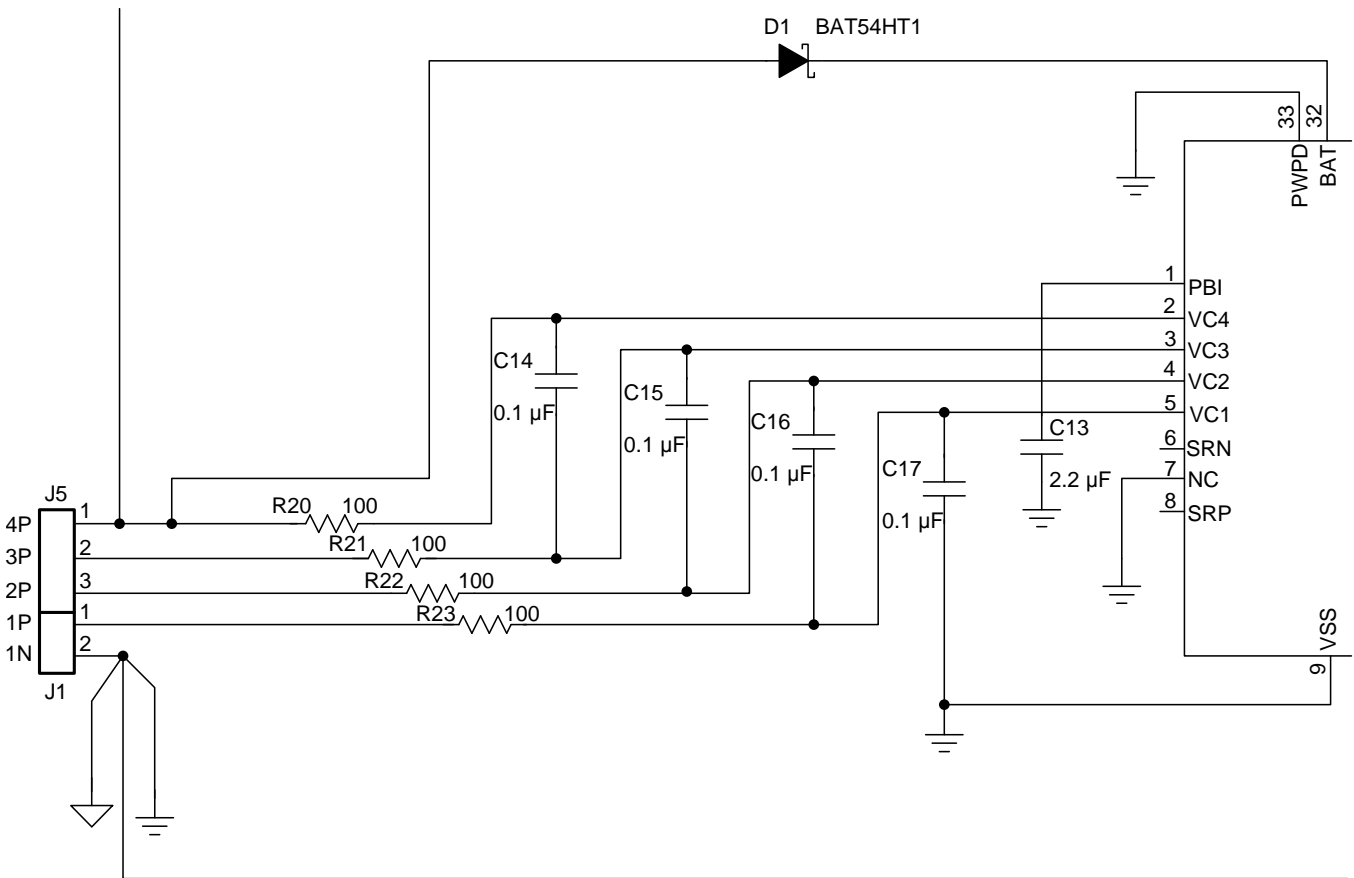 D1 BAT54HT1
33
32
PWPD
BAT
1
PBI
2
VC4
3
VC3
4
VC2
5
VC1
6
SRN
7
NC
8
SRP
C14
0.1 µF
C15
0.1 µF
C16
0.1 µF
C17
0.1 µF
C13
2.2 µF
J5
4P
1
3P
2
2P
3
1P
1
1N
2
J1
R20 100
R21 100
R22 100
R23 100
VSS
9